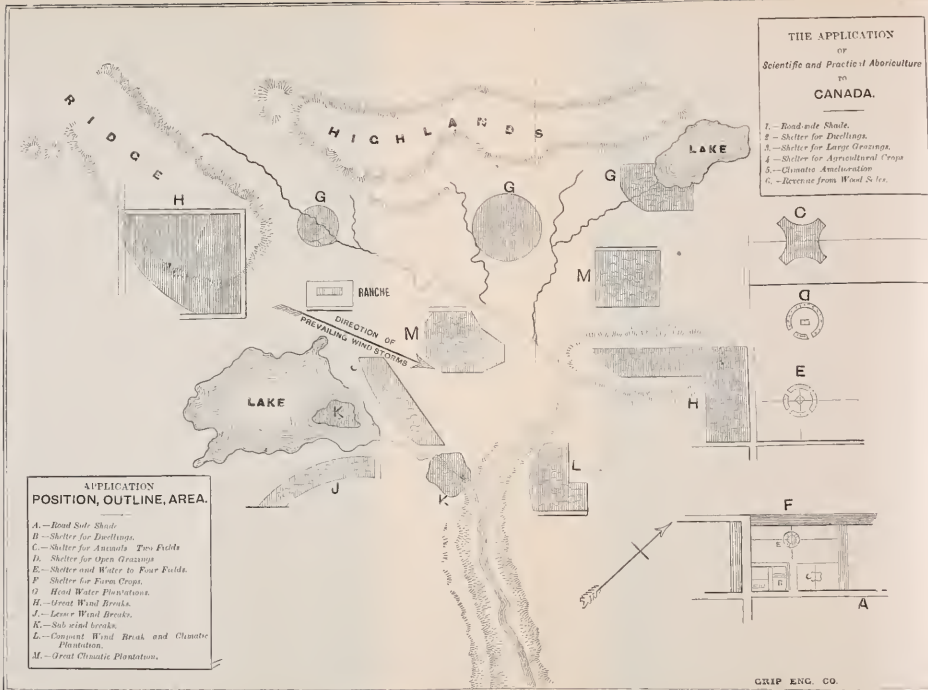 THE APPLICATION
OF
Scientific and Practical Aboriculture
TO
CANADA.
1.—Road-side Shade.
2—Shelter for Dwellings.
3.—Shelter for Large Grazings.
4—Shelter for Agricultural Crops
5.—Climatic Amelioration
6.—Revenue from Wood Sales.
RIDGE
HIGHLANDS
LAKE
G
G
G
H
C
M
RANCHE
D
DIRECTION OF
PREVAILING WIND STORMS
M
J
E
LAKE
K
H
J
K
L
F
E
B
C
A
APPLICATION
POSITION, OUTLINE, AREA.
A.—Road Side Shade
B—Shelter for Dwellings.
C.—Shelter for Animals Two Fields
D. Shelter for Open Grazings
E.—Shelter and Water to Four Fields.
F Shelter for Farm Crops.
G Head Water Plantations.
H.—Great Wind Breaks.
J.—Lesser Wind Breaks.
K.—Sub wind breaks.
L.—Conjoint Wind Break and Climatic
Plantation.
M.—Great Climatic Plantation.
GRIP ENG. CO.